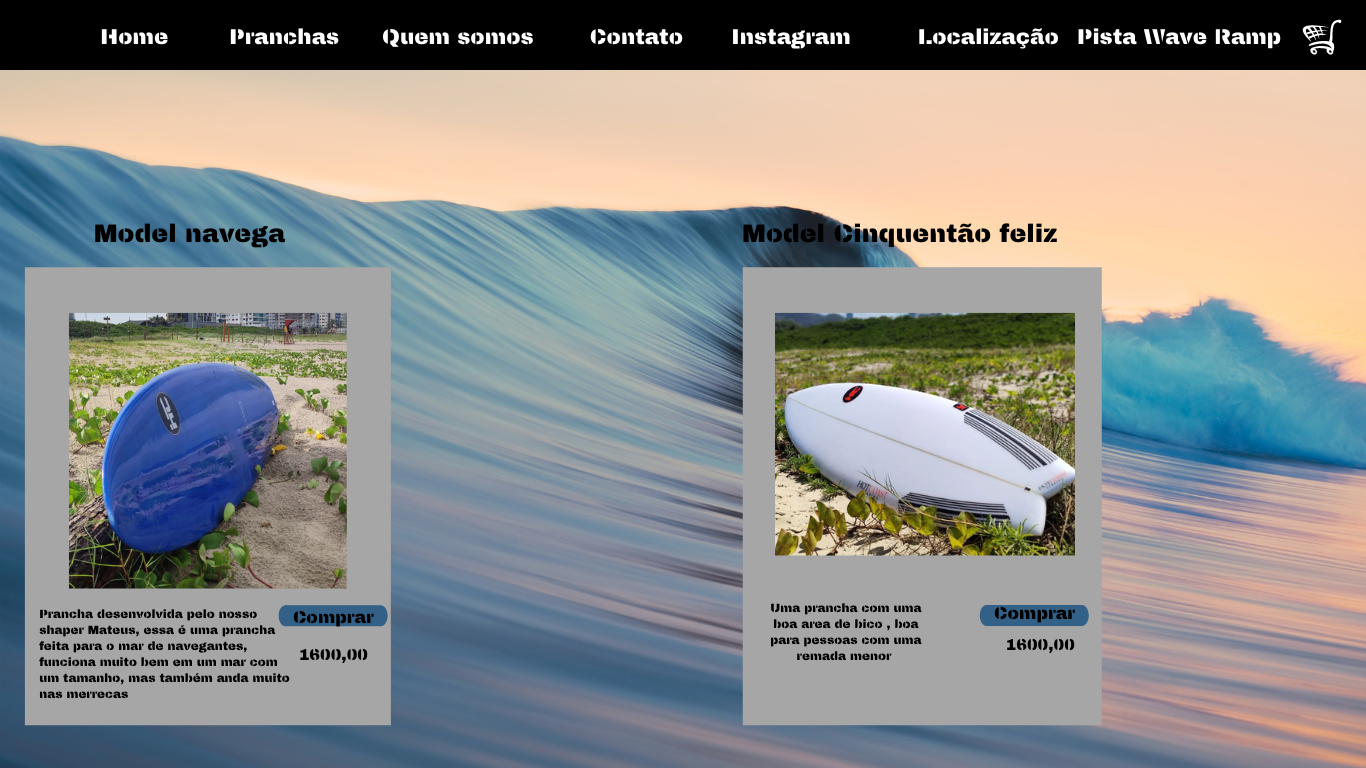 Home Pranchas Quem somos Contato Instagram Localização Pista Wave Ramp
Model navega
Prancha desenvolvida pelo nosso
shaper Mateus, essa é uma prancha
feita para o mar de navegantes,
funciona muito bem em um mar com
um tamanho, mas também anda muito
nas merrecas
Comprar
1600,00
Model Cinquentão feliz
Uma prancha com uma
boa area de bico , boa
para pessoas com uma
remada menor
Comprar
1600,00